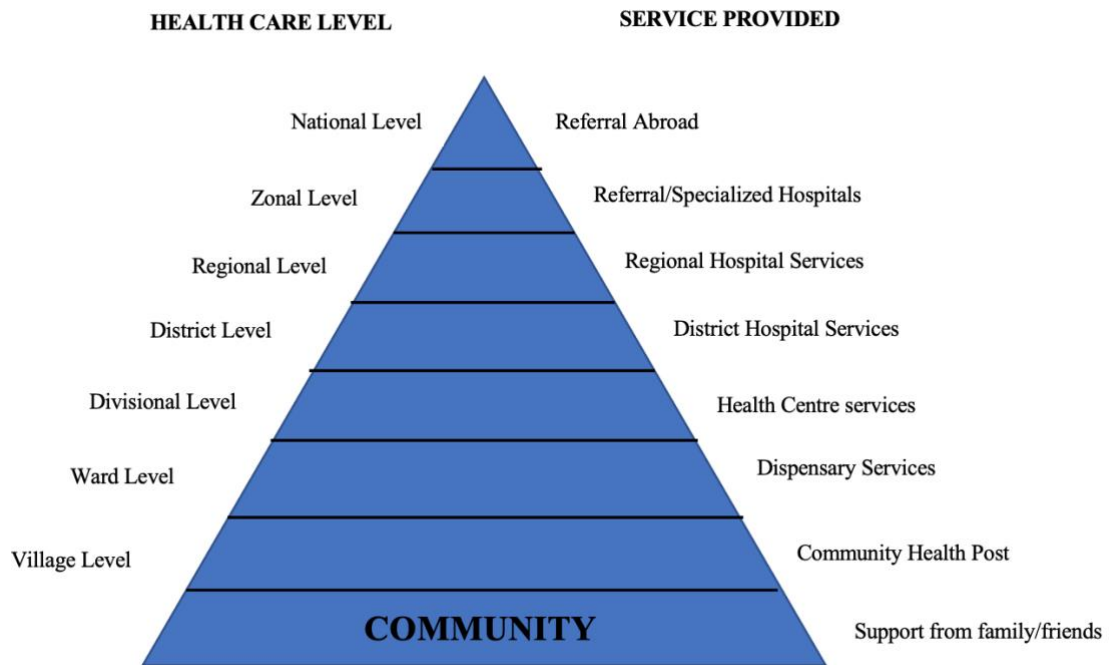 HEALTH CARE LEVEL
SERVICE PROVIDED
National Level
Referral Abroad
Zonal Level
Referral/Specialized Hospitals
Regional Level
Regional Hospital Services
District Level
District Hospital Services
Divisional Level
Health Centre services
Ward Level
Dispensary Services
Village Level
Community Health Post
COMMUNITY
Support from family/friends